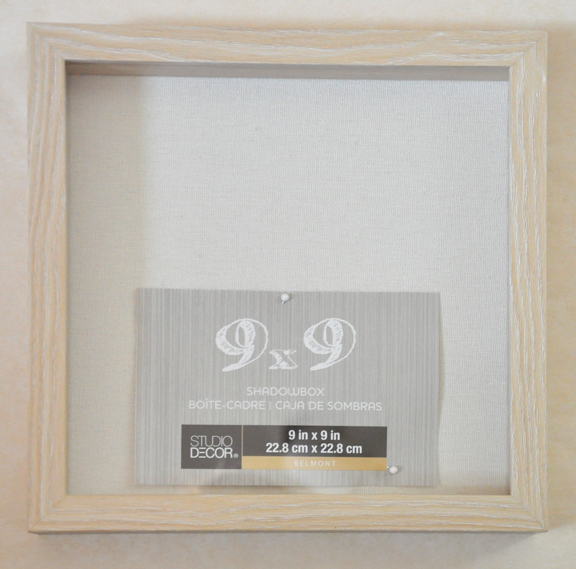 9x9
SHADOWBOX
BOÎTE-CADRE | CAJA DE SOMBRAS
STUDIO
DECOR®
9 in x 9 in
22.8 cm x 22.8 cm
BELMONT